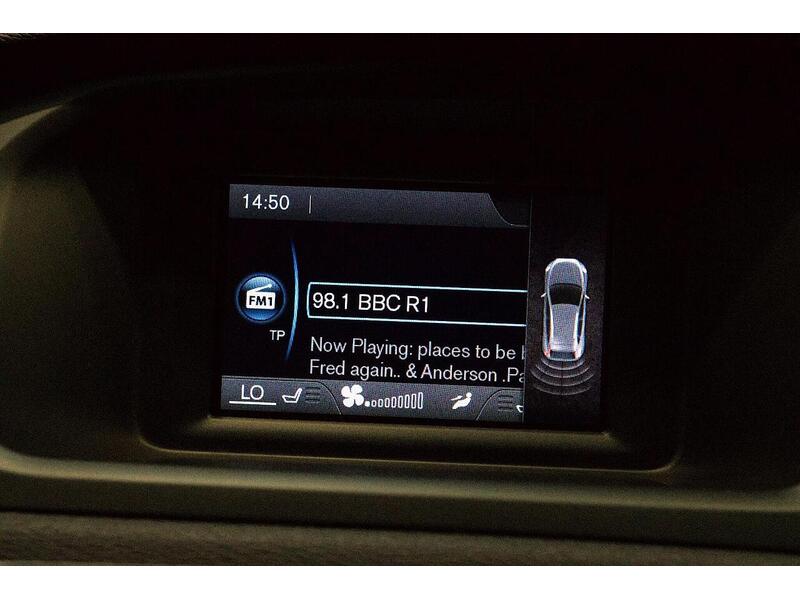 14:50
FM1
98.1 BBC R1
TP
Now Playing: places to be
Fred again.. & Anderson .Pa
LO